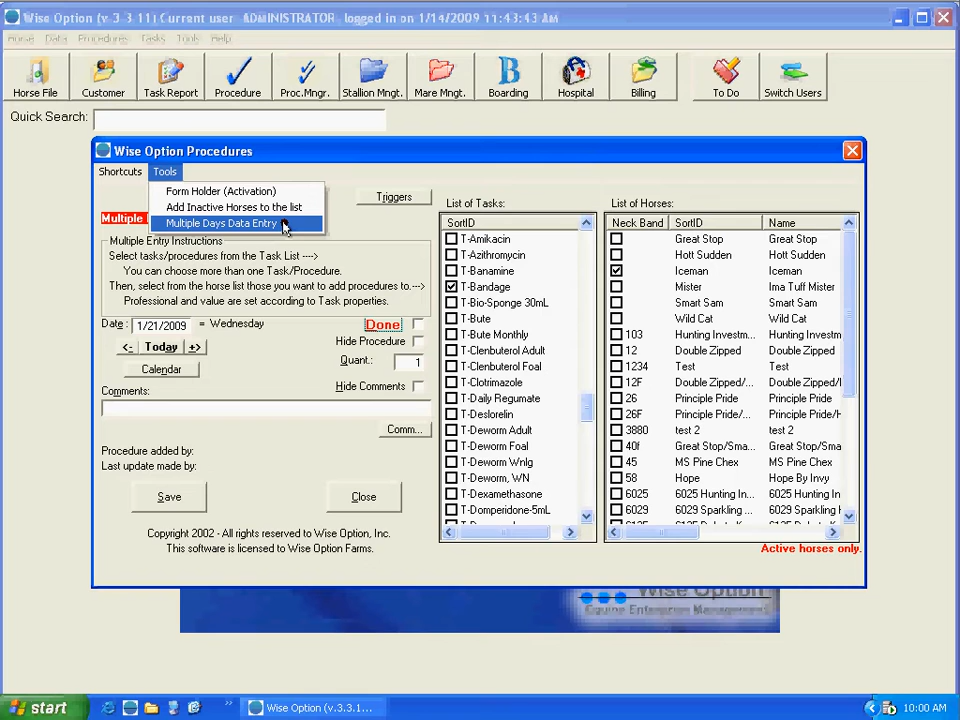 Wise Option (v.3.3.11) Current user ADMINISTRATOR logged in on 1/14/2009 11:43:43 AM
Horse Data Procedures Tasks Tools Help
Horse File Customer Task Report Procedure Proc.Mngr. Stallion Mngt. Mare Mngt. Boarding Hospital Billing To Do Switch Users
Quick Search:
Wise Option Procedures
Shortcuts Tools
Form Holder (Activation)
Add Inactive Horses to the list
Multiple Days Data Entry
Multiple
Triggers
Multiple Entry Instructions
Select tasks/procedures from the Task List ---->
You can choose more than one Task/Procedure.
Then, select from the horse list those you want to add procedures to.--->
Professional and value are set according to Task properties.
Date: 1/21/2009 = Wednesday
Done
Hide Procedure
<- Today +>
Quant.: 1
Calendar
Hide Comments
Comments:
Comm...
Procedure added by:
Last update made by:
Save Close
Copyright 2002 - All rights reserved to Wise Option, Inc.
This software is licensed to Wise Option Farms.
List of Tasks:
SortID
T-Amikacin
T-Azithromycin
T-Banamine
T-Bandage
T-Bio-Sponge 30mL
T-Bute
T-Bute Monthly
T-Clenbuterol Adult
T-Clenbuterol Foal
T-Clotrimazole
T-Daily Regumate
T-Deslorelin
T-Deworm Adult
T-Deworm Foal
T-Deworm Wnlg
T-Deworm, WN
T-Dexamethasone
T-Domperidone-5mL
List of Horses:
Neck Band SortID Name
Great Stop Great Stop
Hott Sudden Hott Sudden
Iceman Iceman
Mister Ima Tuff Mister
Smart Sam Smart Sam
Wild Cat Wild Cat
103 Hunting Investm... Hunting Investm...
12 Double Zipped Double Zipped
1234 Test Test
12F Double Zipped/... Double Zipped/...
26 Principle Pride Principle Pride
26F Principle Pride/... Principle Pride/H
3880 test 2 test 2
40f Great Stop/Sma... Great Stop/Sma
45 MS Pine Chex MS Pine Chex
58 Hope Hope By Invy
6025 6025 Hunting In... 6025 Hunting In
6029 6029 Sparkling ... 6029 Sparkling
Active horses only.
Wise Option
Equine Enterprise Management
start Wise Option (v.3.3.1... 10:00 AM